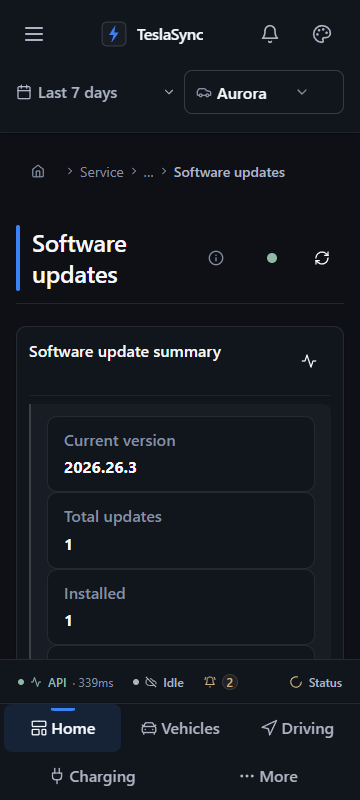 TeslaSync
Last 7 days
Aurora
Service
...
Software updates
Software
updates
Software update summary
Current version
2026.26.3
Total updates
1
Installed
1
API · 339ms
Idle
2
Status
Home
Vehicles
Driving
Charging
More